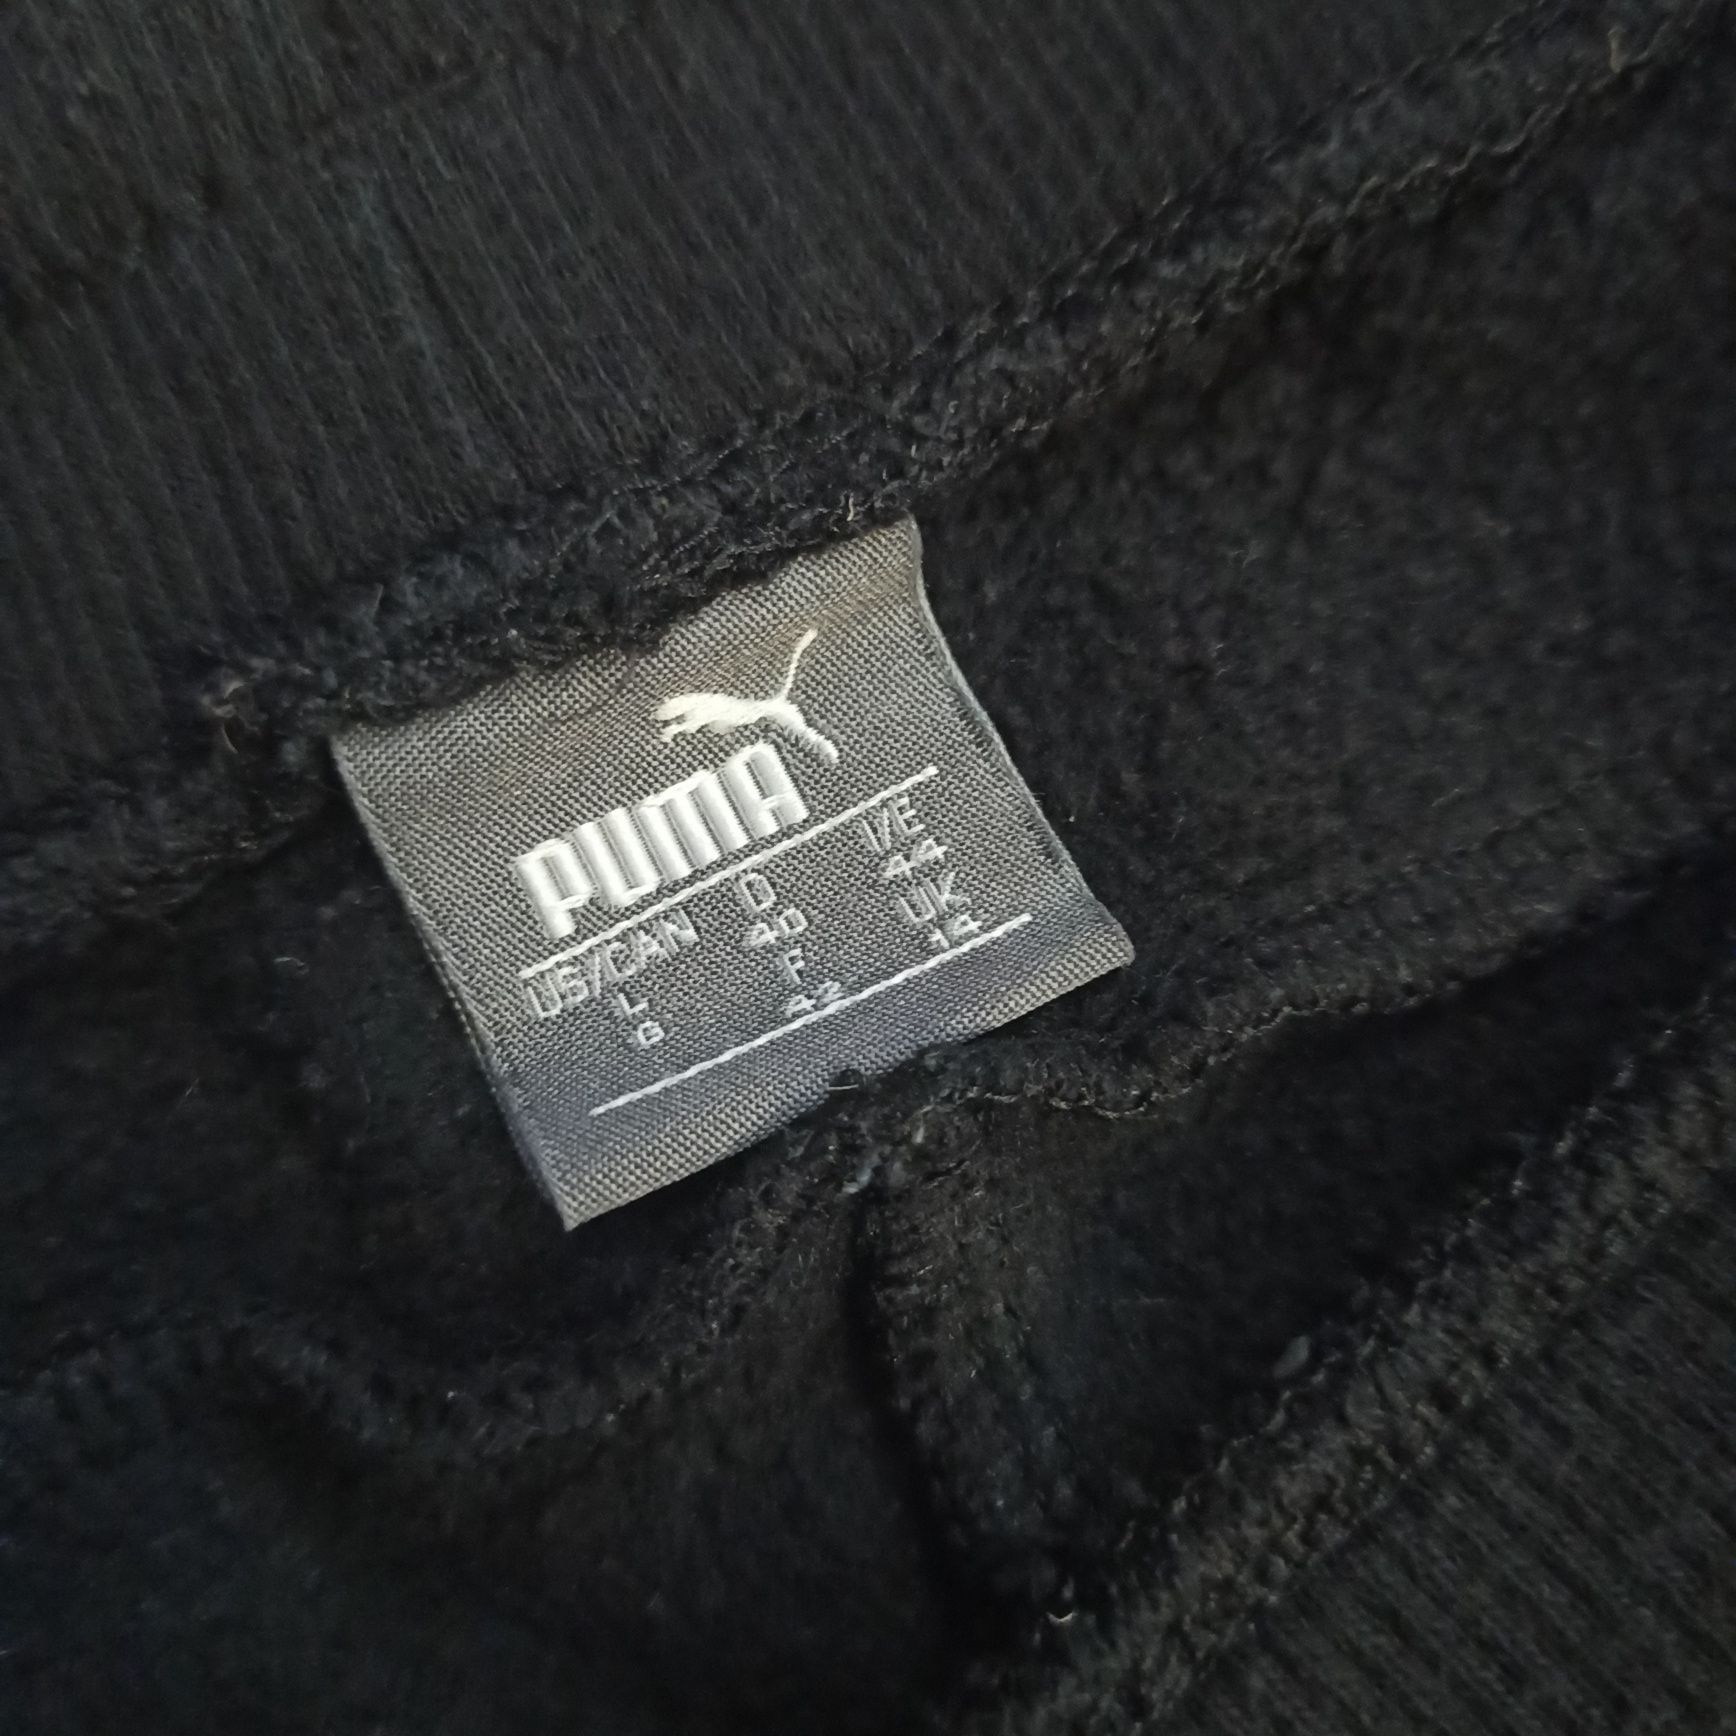 PUMA
US/CAN D I/E
L 40 44
G F UK
42 14